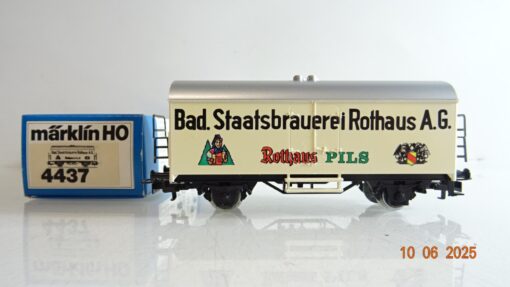 märklin HO
4437
Bad. Staatsbrauerei Rothaus A.G.
Rothaus PILS
10 06 2025